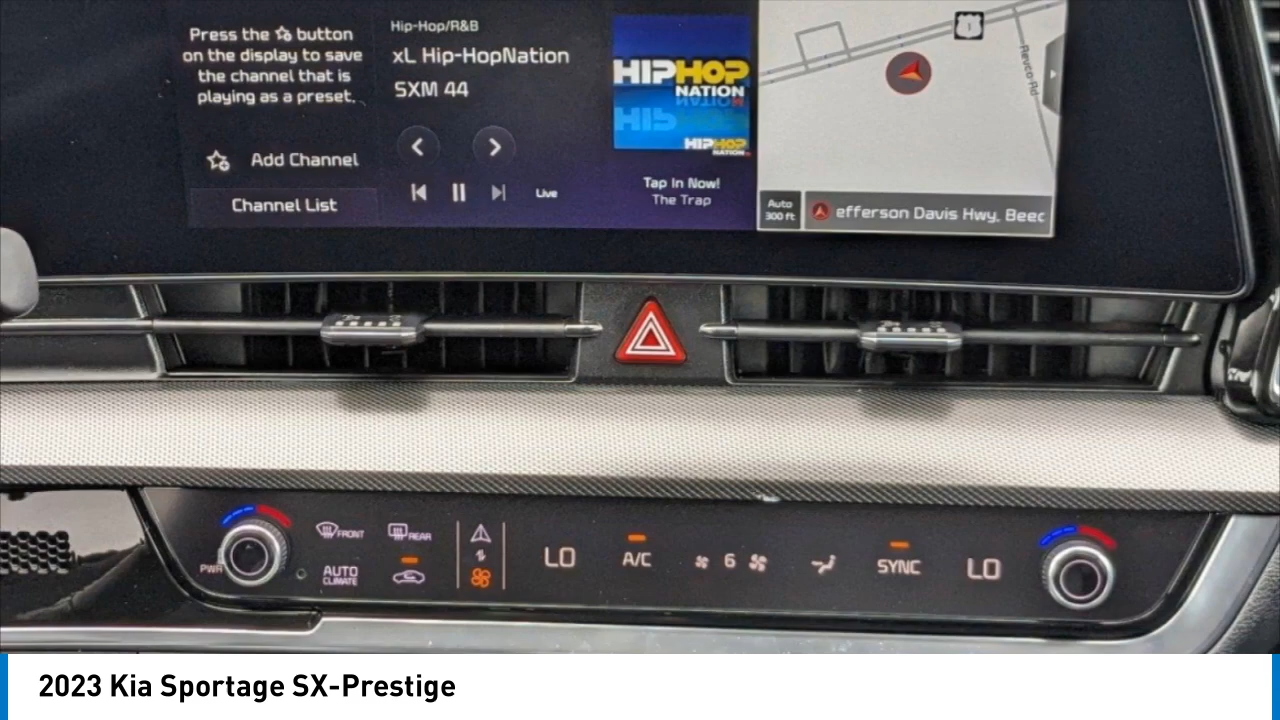 Press the button
on the display to save
the channel that is
playing as a preset.
Add Channel
Channel List
Hip-Hop/R&B
xL Hip-HopNation
SXM 44
Live
HIPHOP
NATION
HIPHOP
NATION
Tap In Now!
The Trap
1
Revco Rd
Auto
300 ft
efferson Davis Hwy, Beec
PWR
FRONT
REAR
AUTO
CLIMATE
LO
A/C
6
SYNC
LO
2023 Kia Sportage SX-Prestige